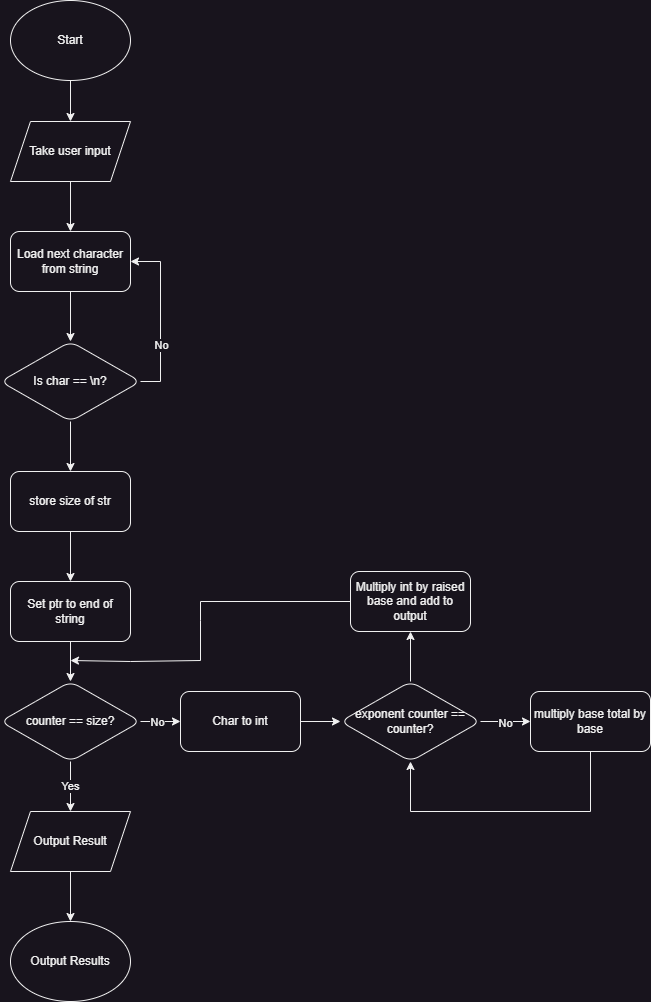 Start
Take user input
Load next character
from string
No
Is char == \n?
store size of str
Set ptr to end of
string
Multiply int by raised
base and add to
output
counter == size?
No
Char to int
exponent counter ==
counter?
No
multiply base total by
base
Yes
Output Result
Output Results